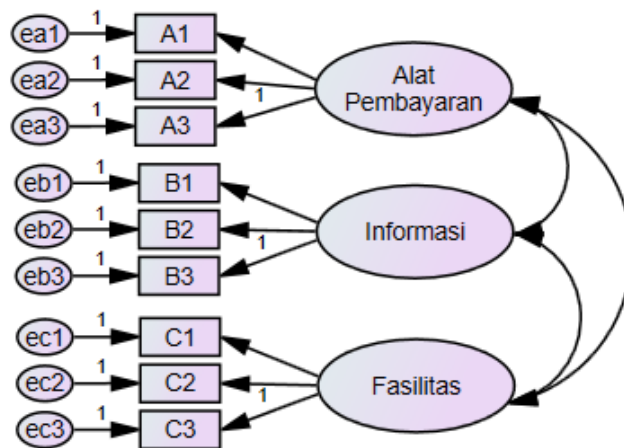 ea1 1 A1
ea2 1 A2
ea3 1 A3
1
Alat
Pembayaran
eb1 1 B1
eb2 1 B2
eb3 1 B3
1
Informasi
ec1 1 C1
ec2 1 C2
ec3 1 C3
1
Fasilitas